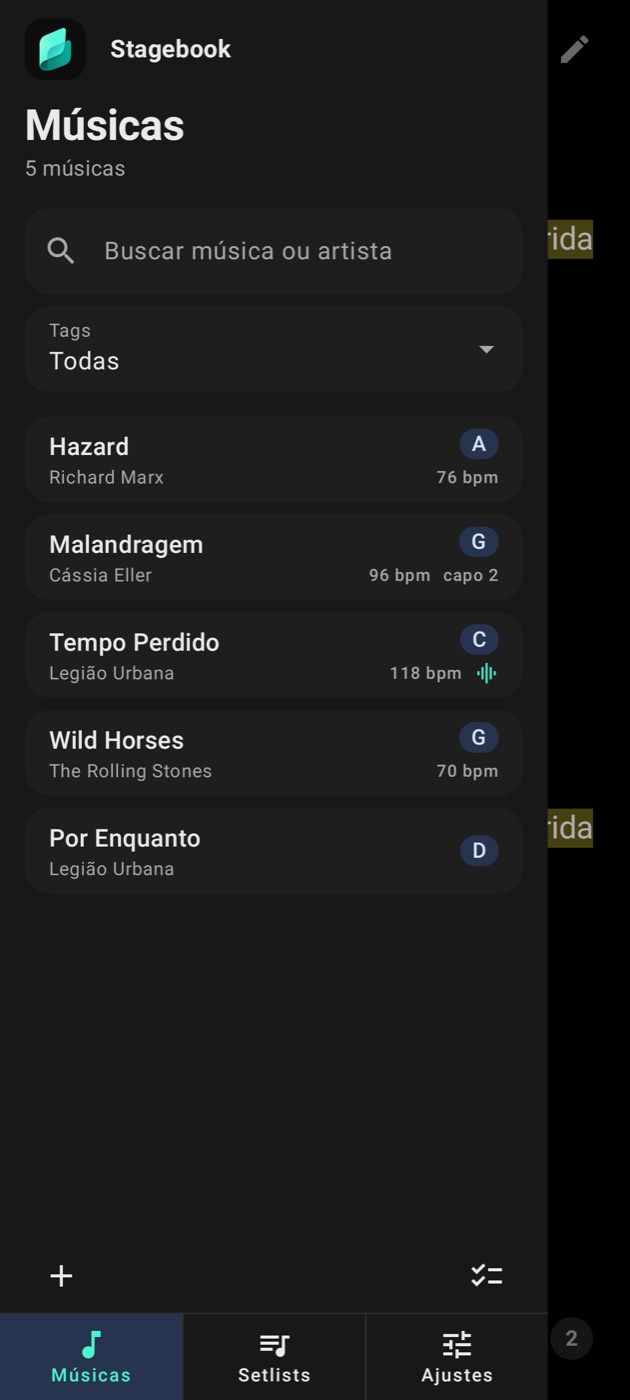 Stagebook
Músicas
5 músicas
rida
Buscar música ou artista
Tags
Todas
Hazard
A
Richard Marx
76 bpm
Malandragem
G
Cássia Eller
96 bpm capo 2
Tempo Perdido
C
Legião Urbana
118 bpm
Wild Horses
G
The Rolling Stones
70 bpm
Por Enquanto
D
Legião Urbana
rida
2
Músicas
Setlists
Ajustes